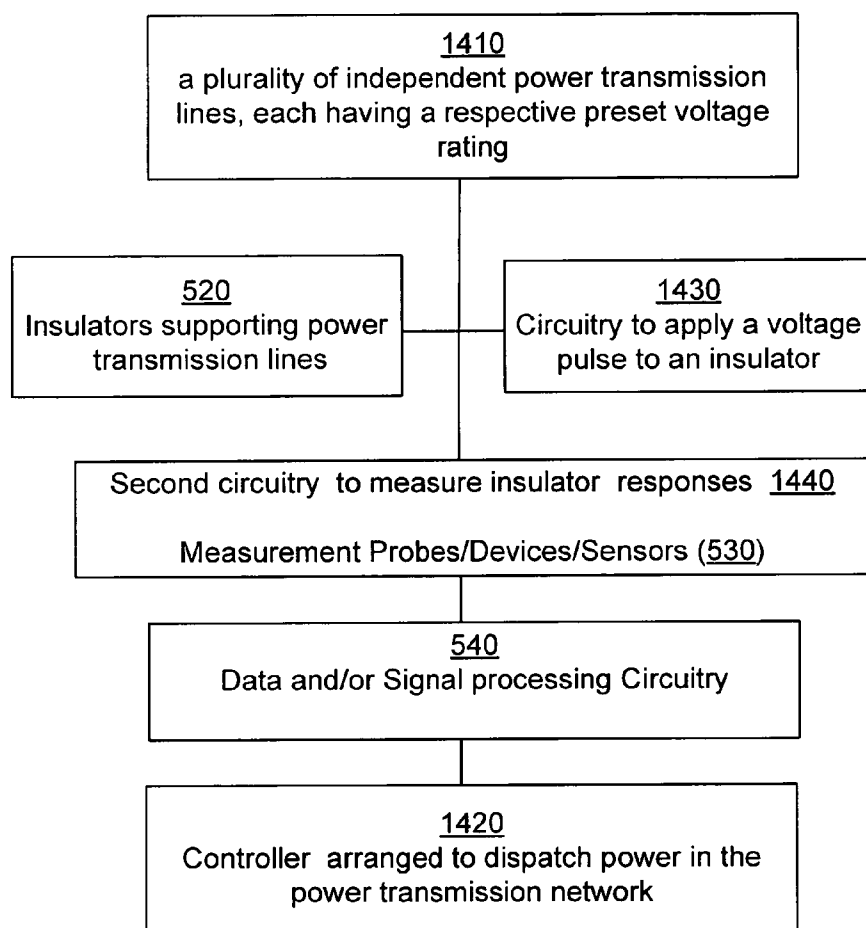 1410
a plurality of independent power transmission
lines, each having a respective preset voltage
rating
520
Insulators supporting power
transmission lines
1430
Circuitry to apply a voltage
pulse to an insulator
Second circuitry to measure insulator responses 1440
Measurement Probes/Devices/Sensors (530)
540
Data and/or Signal processing Circuitry
1420
Controller arranged to dispatch power in the
power transmission network